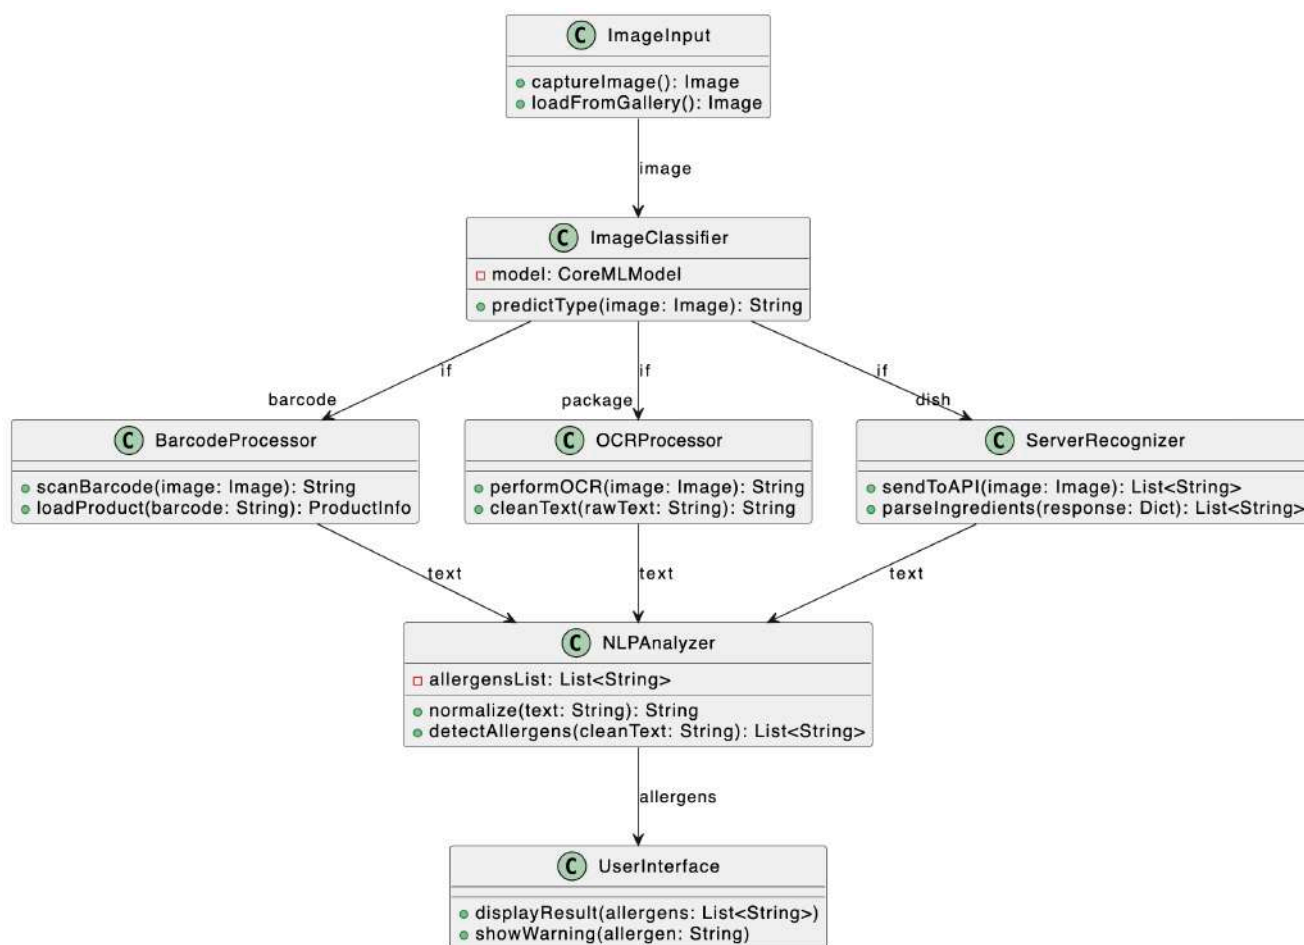 C ImageInput
captureImage(): Image
loadFromGallery(): Image
image
C ImageClassifier
model: CoreMLModel
predictType(image: Image): String
if
if
if
barcode
package
dish
C BarcodeProcessor
scanBarcode(image: Image): String
loadProduct(barcode: String): ProductInfo
C OCRProcessor
performOCR(image: Image): String
cleanText(rawText: String): String
C ServerRecognizer
sendToAPI(image: Image): List<String>
parseIngredients(response: Dict): List<String>
text
text
text
C NLPAnalyzer
allergensList: List<String>
normalize(text: String): String
detectAllergens(cleanText: String): List<String>
allergens
C UserInterface
displayResult(allergens: List<String>)
showWarning(allergen: String)